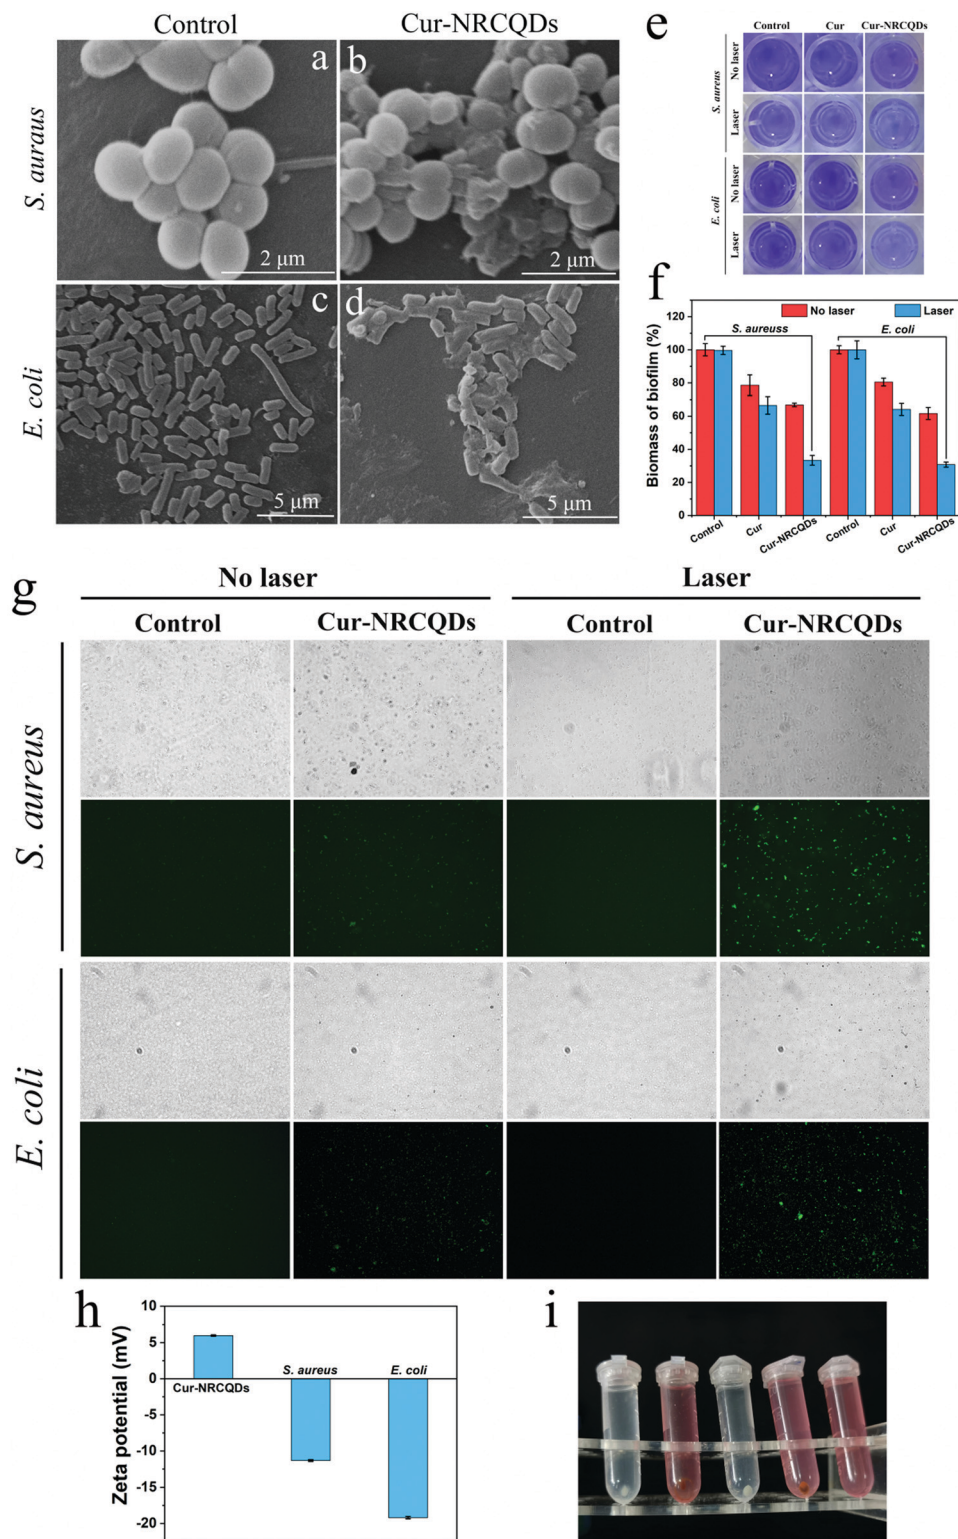 Control
Cur-NRCQDs
S. auraus
a
2 μm
b
2 μm
E. coli
c
5 μm
d
5 μm
e
Control
Cur
Cur-NRCQDs
S. aureus
No laser
Laser
E. coli
No laser
Laser
f
No laser
Laser
S. aureuss
E. coli
Biomass of biofilm (%)
120
100
80
60
40
20
0
Control
Cur
Cur-NRCQDs
Control
Cur
Cur-NRCQDs
g
No laser
Laser
Control
Cur-NRCQDs
Control
Cur-NRCQDs
S. aureus
E. coli
h
Zeta potential (mV)
10
5
0
-5
-10
-15
-20
Cur-NRCQDs
S. aureus
E. coli
i